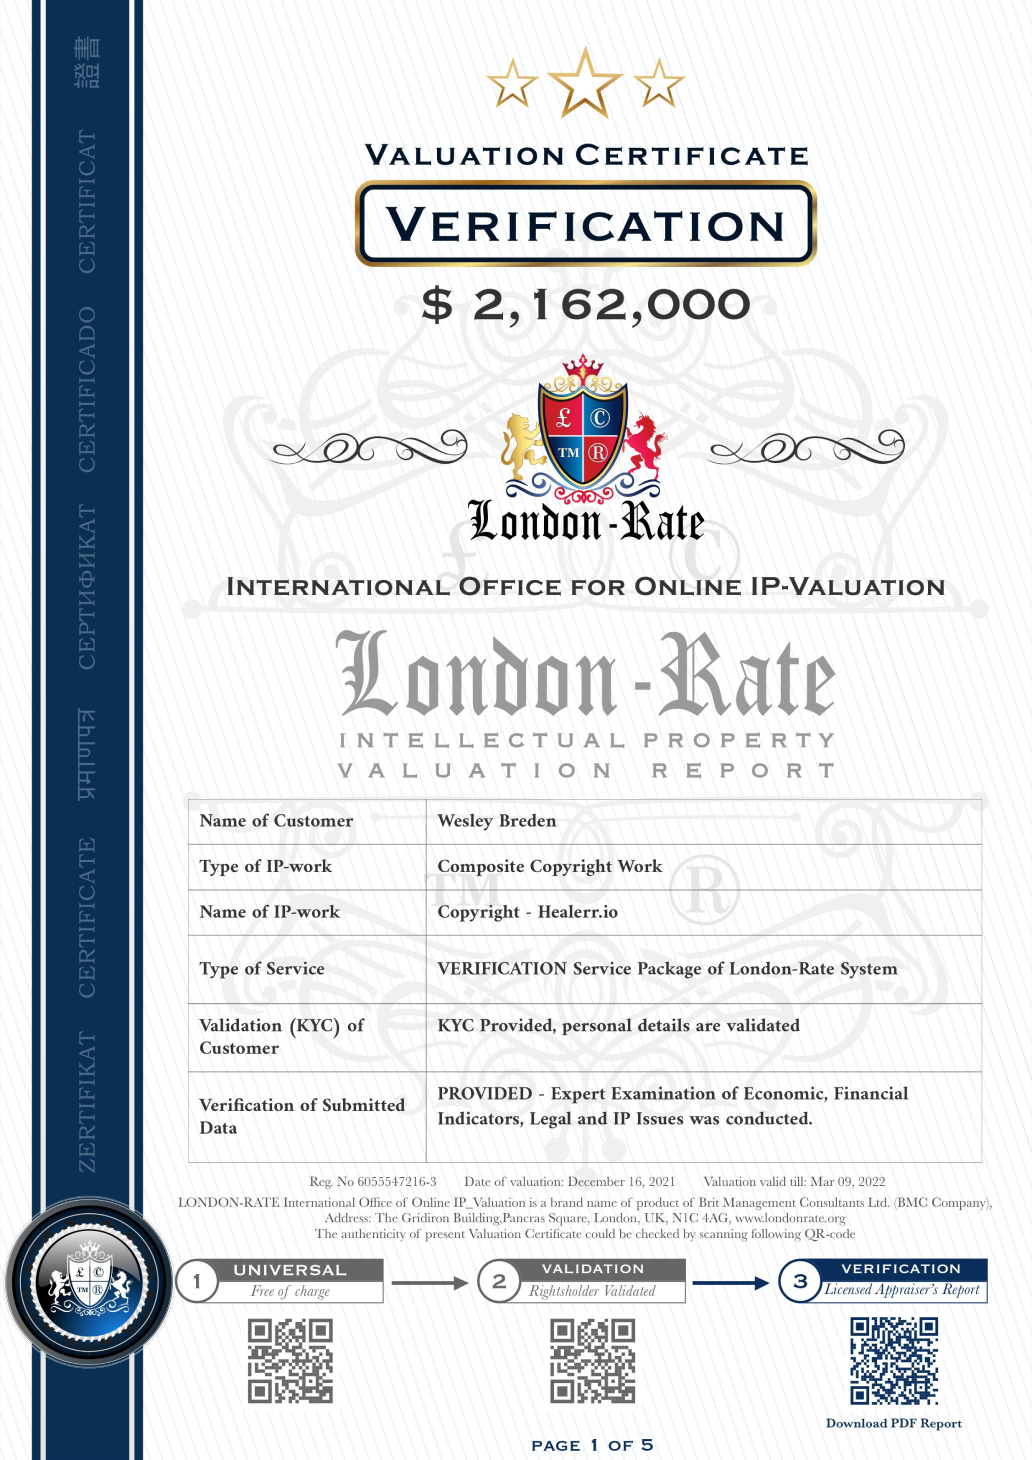 VALUATION CERTIFICATE
VERIFICATION
$ 2,162,000
£ ©
TM ®
London-Rate
£ ©
INTERNATIONAL OFFICE FOR ONLINE IP-VALUATION
London-Rate
INTELLECTUAL PROPERTY
VALUATION REPORT
Name of Customer Wesley Breden
Type of IP-work Composite Copyright Work
TM ®
Name of IP-work Copyright - Healerr.io
Type of Service VERIFICATION Service Package of London-Rate System
Validation (KYC) of
Customer
KYC Provided, personal details are validated
Verification of Submitted
Data
PROVIDED - Expert Examination of Economic, Financial
Indicators, Legal and IP Issues was conducted.
Reg. No 6055547216-3 Date of valuation: December 16, 2021 Valuation valid till: Mar 09, 2022
LONDON-RATE International Office of Online IP_Valuation is a brand name of product of Brit Management Consultants Ltd. (BMC Company),
Address: The Gridiron Building,Pancras Square, London, UK, N1C 4AG, www.londonrate.org
The authenticity of present Valuation Certificate could be checked by scanning following QR-code
1 UNIVERSAL
Free of charge
2 VALIDATION
Rightsholder Validated
3 VERIFICATION
Licensed Appraiser's Report
Download PDF Report
PAGE 1 OF 5
ZERTIFIKAT CERTIFICATE प्रमाणपत्र СЕРТИФИКАТ CERTIFICADO CERTIFICAT 證書
£ ©
TM ®